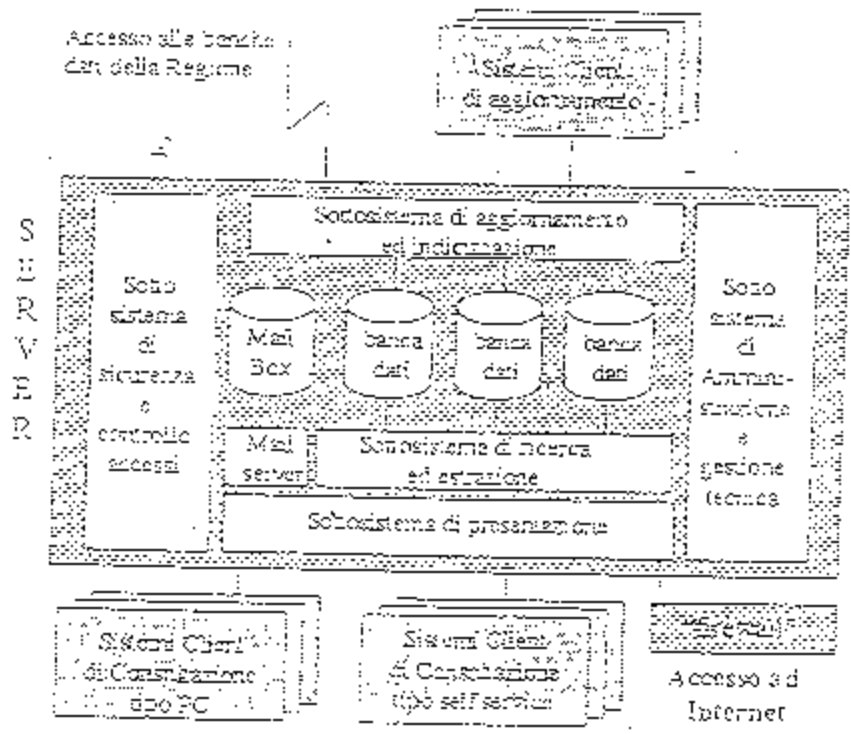 Accesso alle banche
dati della Regione
Sistemi Client
di aggiornamento
SERVER
Sottosistema di aggiornamento
ed indicizzazione
Sotto
sistema
di
sicurezza
e
controllo
accessi
Mail
Box
banca
dati
banca
dati
banca
dati
Sotto
sistema
di
Ammini-
strazione
e
gestione
tecnica
Mail
server
Sottosistema di ricerca
ed estrazione
Sottosistema di presentazione
Sistemi Client
di Consultazione
tipo PC
Sistemi Client
di Consultazione
tipo self service
Accesso ad
Internet